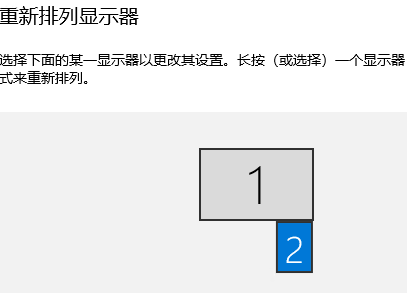 重新排列显示器
选择下面的某一显示器以更改其设置。长按（或选择）一个显示器
式来重新排列。
1
2